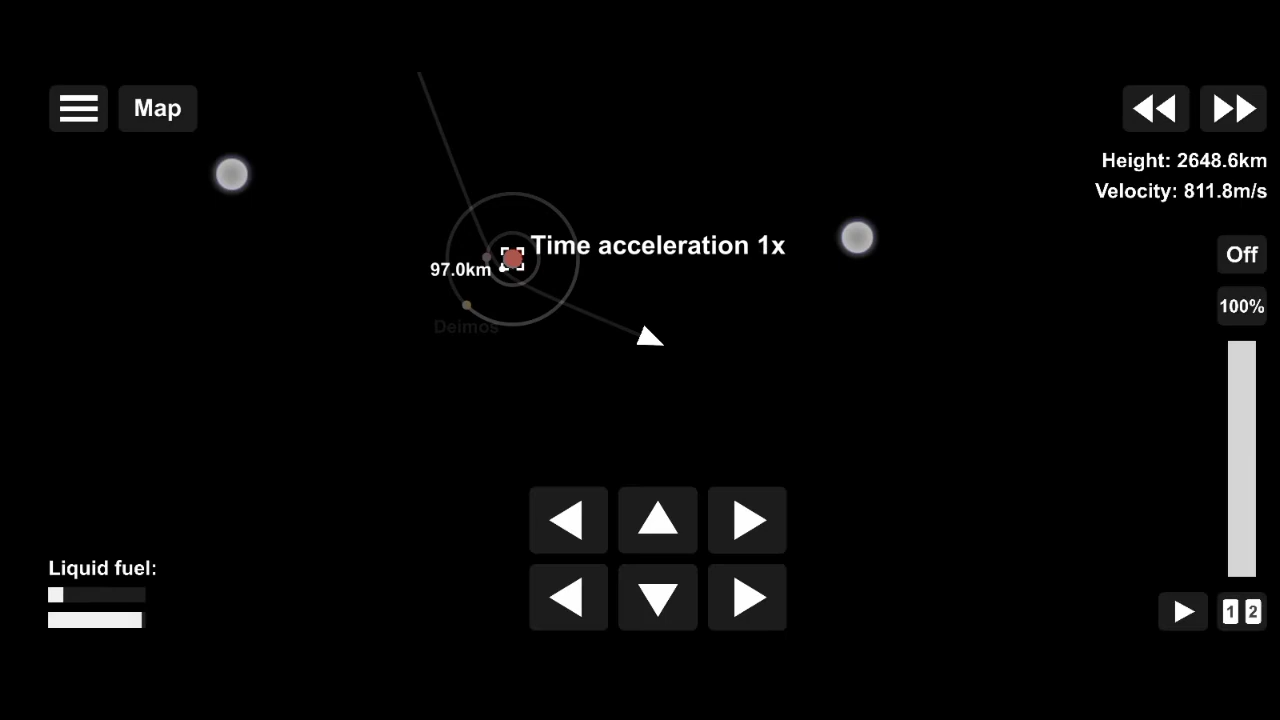 Map
Height: 2648.6km
Velocity: 811.8m/s
Time acceleration 1x
Off
97.0km
100%
Deimos
Liquid fuel:
1 2